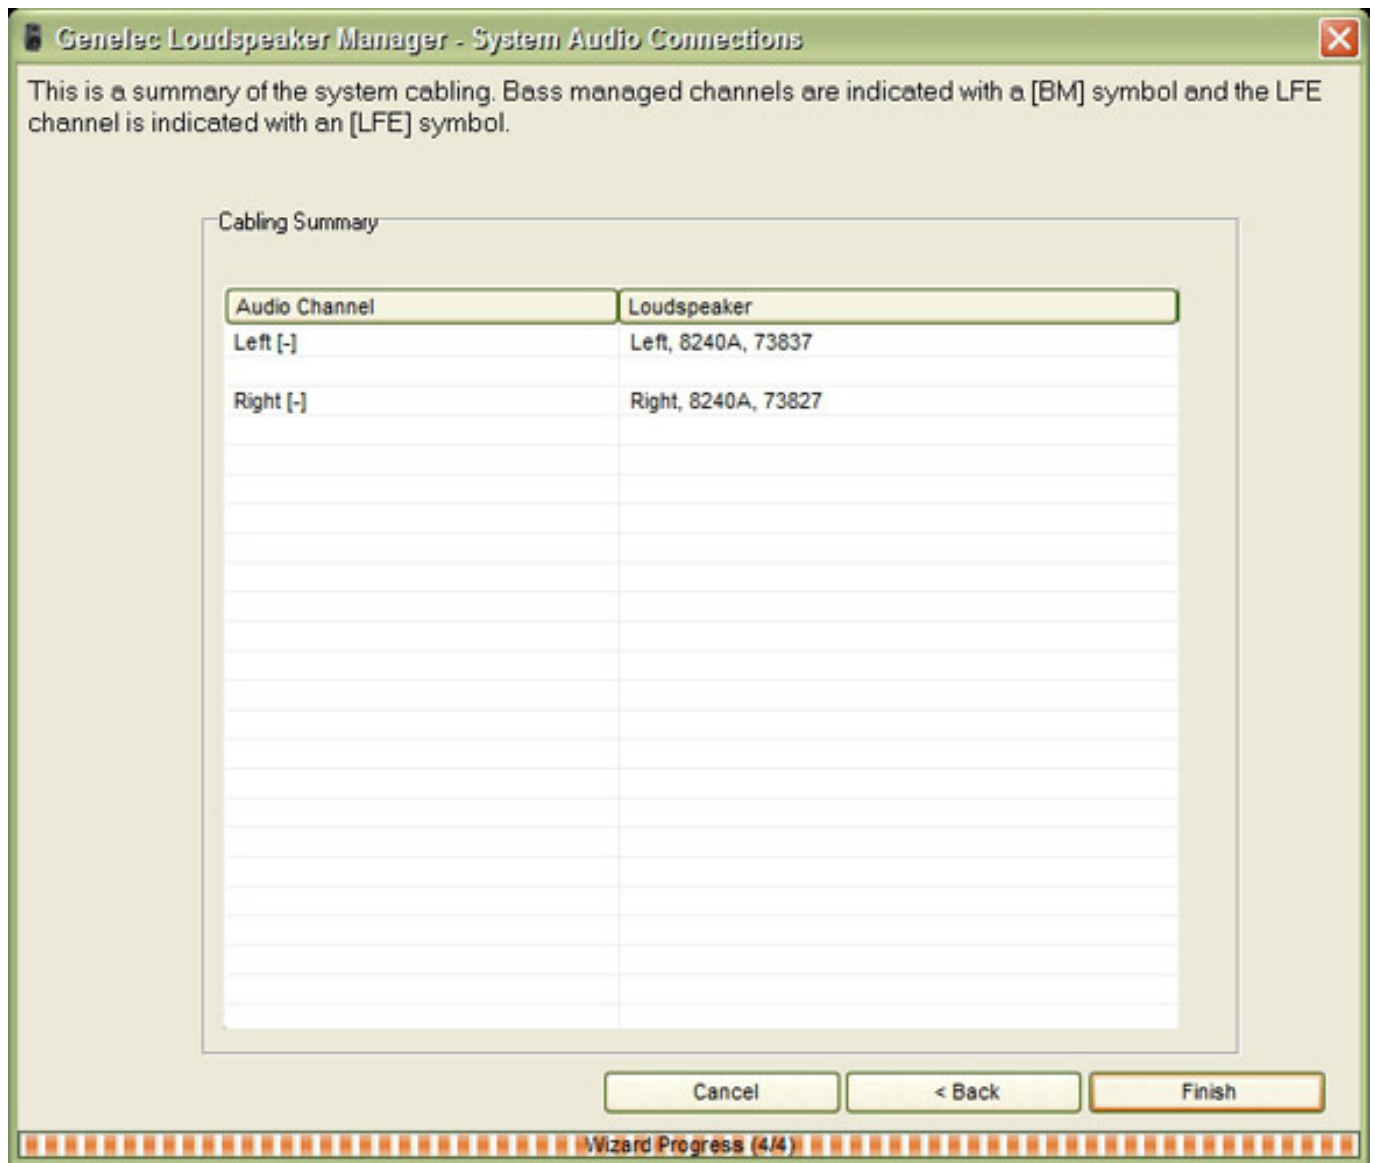 Genelec Loudspeaker Manager - System Audio Connections
This is a summary of the system cabling. Bass managed channels are indicated with a [BM] symbol and the LFE
channel is indicated with an [LFE] symbol.
Cabling Summary
Audio Channel Loudspeaker
Left [-] Left, 8240A, 73837
Right [-] Right, 8240A, 73827
Cancel < Back Finish
Wizard Progress (4/4)